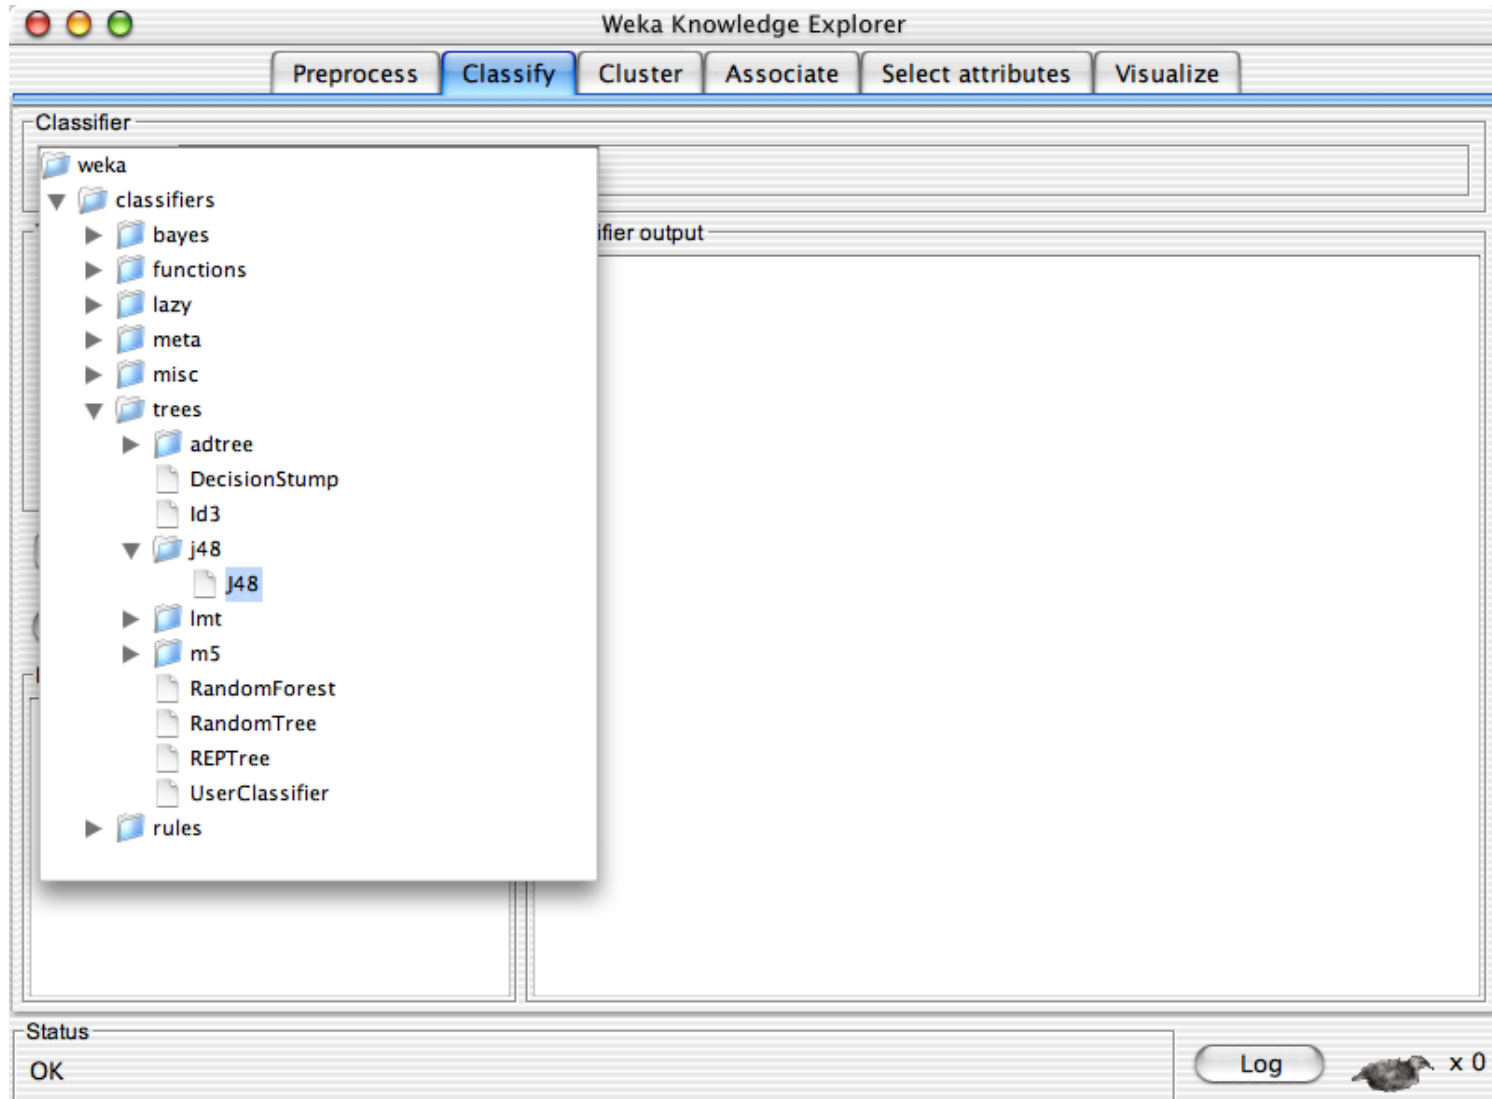 Weka Knowledge Explorer
Preprocess Classify Cluster Associate Select attributes Visualize
Classifier
weka
classifiers
bayes
ifier output
functions
lazy
meta
misc
trees
adtree
DecisionStump
Id3
j48
J48
lmt
m5
RandomForest
RandomTree
REPTree
UserClassifier
rules
Status
OK
Log
x 0